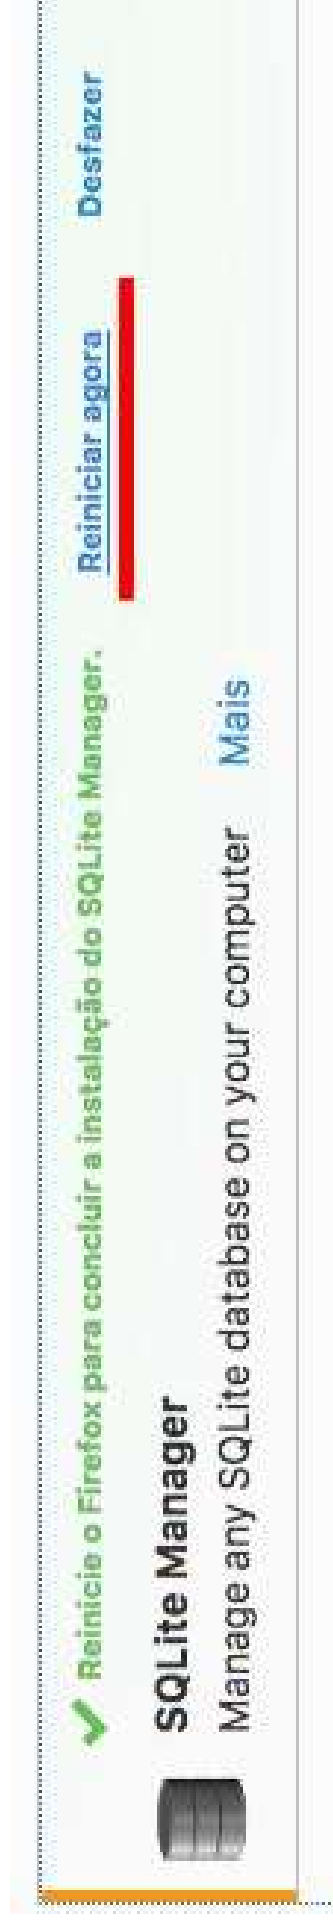 Reinicie o Firefox para concluir a instalação do SQLite Manager. Reiniciar agora Desfazer
SQLite Manager
Manage any SQLite database on your computer Mais